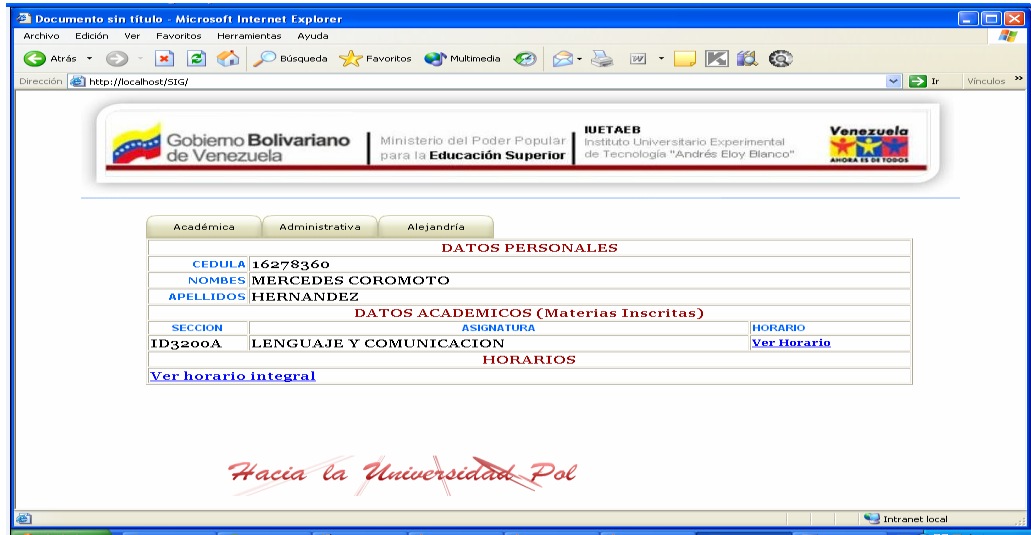 Documento sin título - Microsoft Internet Explorer
Archivo Edición Ver Favoritos Herramientas Ayuda
Atrás Búsqueda Favoritos Multimedia
Dirección http://localhost/SIG/ Ir Vínculos »
Gobierno Bolivariano
de Venezuela
Ministerio del Poder Popular
para la Educación Superior
IUETAEB
Instituto Universitario Experimental
de Tecnología "Andrés Eloy Blanco"
Venezuela
AHORA ES DE TODOS
Académica Administrativa Alejandría
DATOS PERSONALES
CEDULA 16278360
NOMBES MERCEDES COROMOTO
APELLIDOS HERNANDEZ
DATOS ACADEMICOS (Materias Inscritas)
SECCION ASIGNATURA HORARIO
ID3200A LENGUAJE Y COMUNICACION Ver Horario
HORARIOS
Ver horario integral
Hacia la Universidad Pol
Intranet local